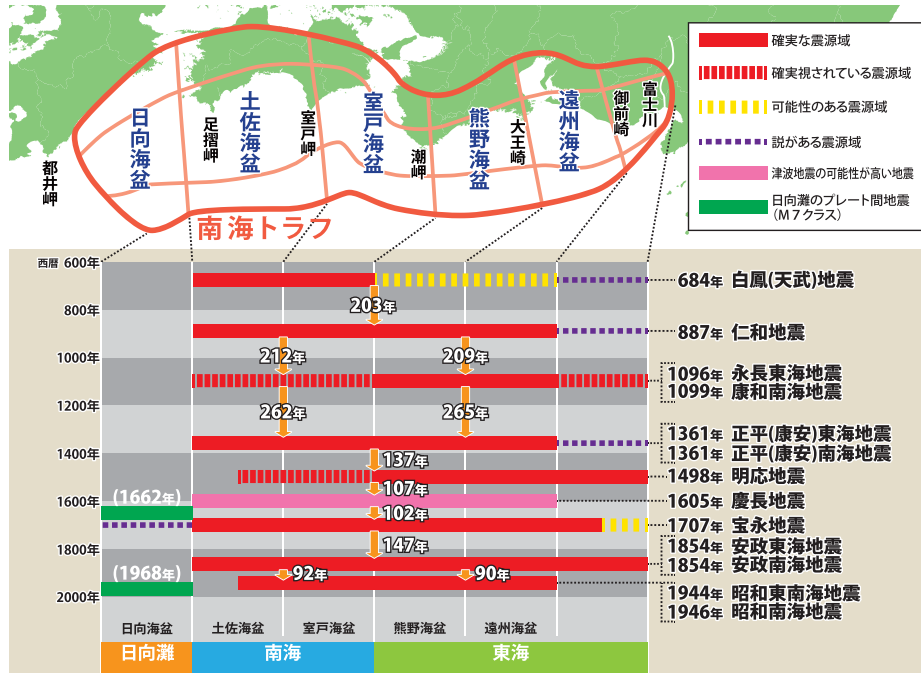 確実な震源域
確実視されている震源域
可能性のある震源域
説がある震源域
津波地震の可能性が高い地震
日向灘のプレート間地震
(M7クラス)
都井岬
日向海盆
足摺岬
土佐海盆
室戸岬
室戸海盆
潮岬
熊野海盆
大王崎
遠州海盆
御前崎
富士川
南海トラフ
西暦 600年
800年
1000年
1200年
1400年
1600年
1800年
2000年
203年
212年
209年
262年
265年
137年
107年
102年
147年
92年
90年
(1662年)
(1968年)
684年 白鳳(天武)地震
887年 仁和地震
1096年 永長東海地震
1099年 康和南海地震
1361年 正平(康安)東海地震
1361年 正平(康安)南海地震
1498年 明応地震
1605年 慶長地震
1707年 宝永地震
1854年 安政東海地震
1854年 安政南海地震
1944年 昭和東南海地震
1946年 昭和南海地震
日向海盆 土佐海盆 室戸海盆 熊野海盆 遠州海盆
日向灘 南海 東海